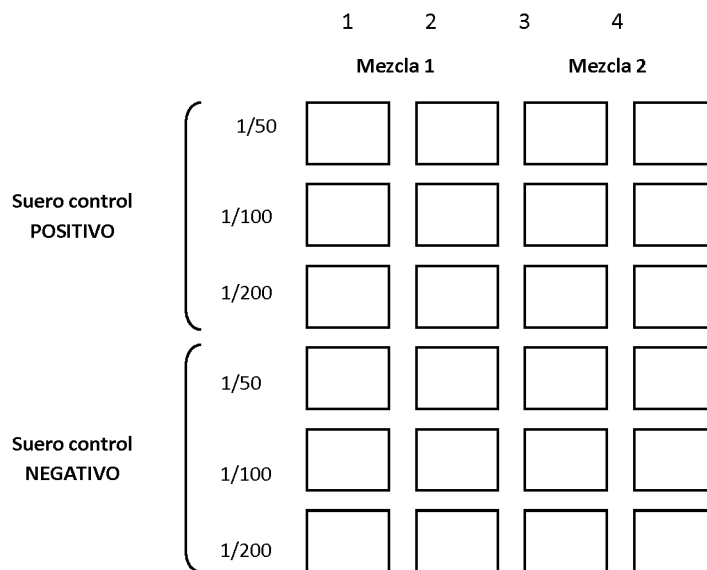 1 2 3 4
Mezcla 1 Mezcla 2
Suero control
POSITIVO
1/50
1/100
1/200
Suero control
NEGATIVO
1/50
1/100
1/200